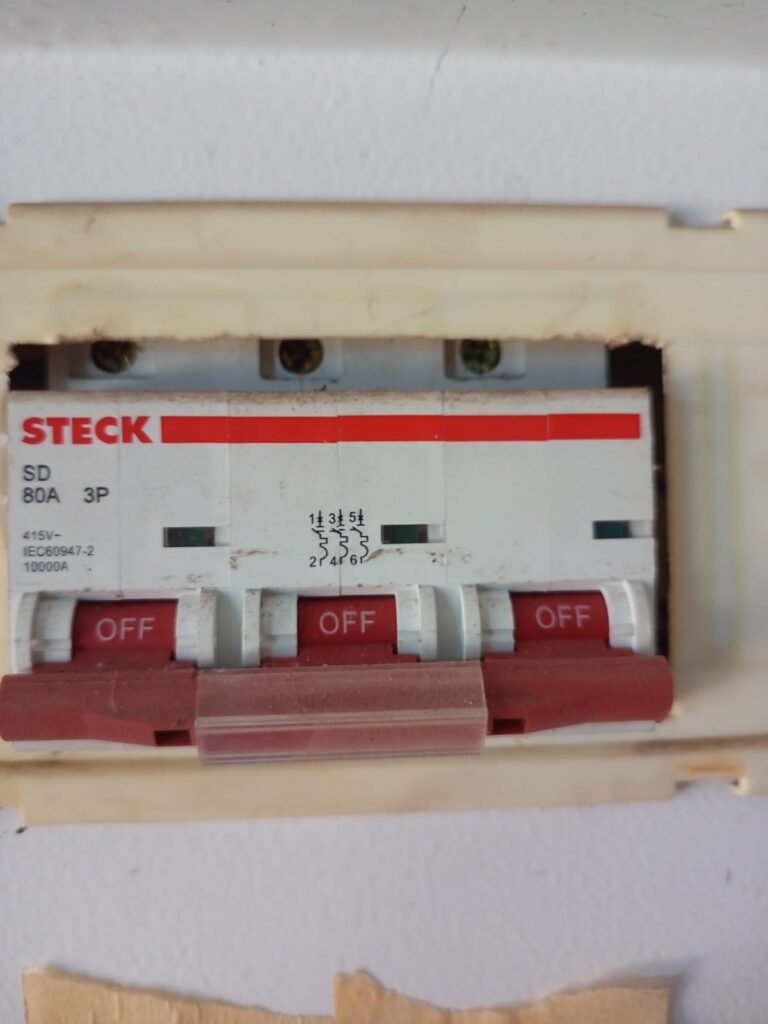 STECK
SD
80A 3P
415V~
IEC60947-2
10000A
1 3 5
2 4 6
OFF OFF OFF